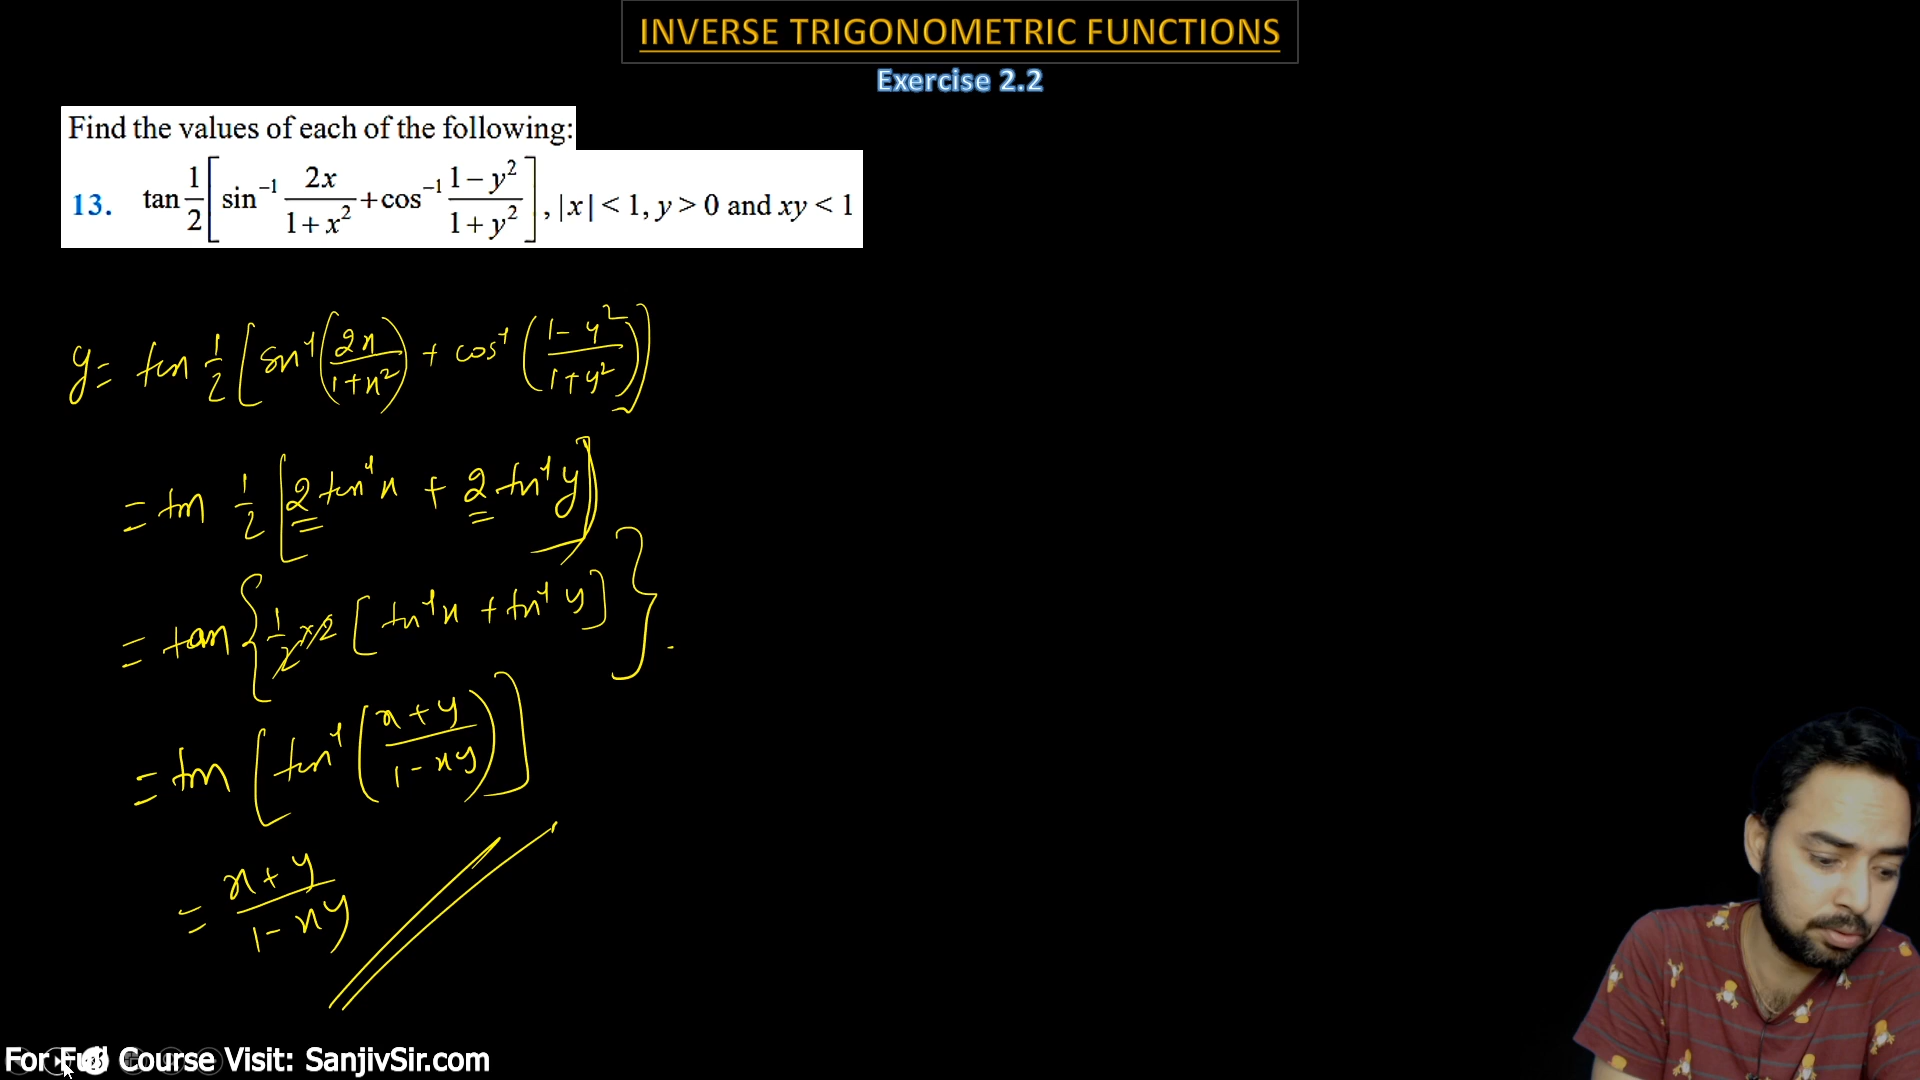 INVERSE TRIGONOMETRIC FUNCTIONS
Exercise 2.2
Find the values of each of the following:
13. tan 1/2 [ sin⁻¹ 2x/(1+x²) + cos⁻¹ (1−y²)/(1+y²) ], |x| < 1, y > 0 and xy < 1
y = tan 1/2 [ sin⁻¹ (2x/(1+x²)) + cos⁻¹ ((1−y²)/(1+y²)) ]
= tan 1/2 [ 2 tan⁻¹x + 2 tan⁻¹y ]
= tan { 1/2 ×2 [ tan⁻¹x + tan⁻¹y ] }.
= tan [ tan⁻¹ ((x+y)/(1−xy)) ]
= (x+y)/(1−xy)
For Full Course Visit: SanjivSir.com